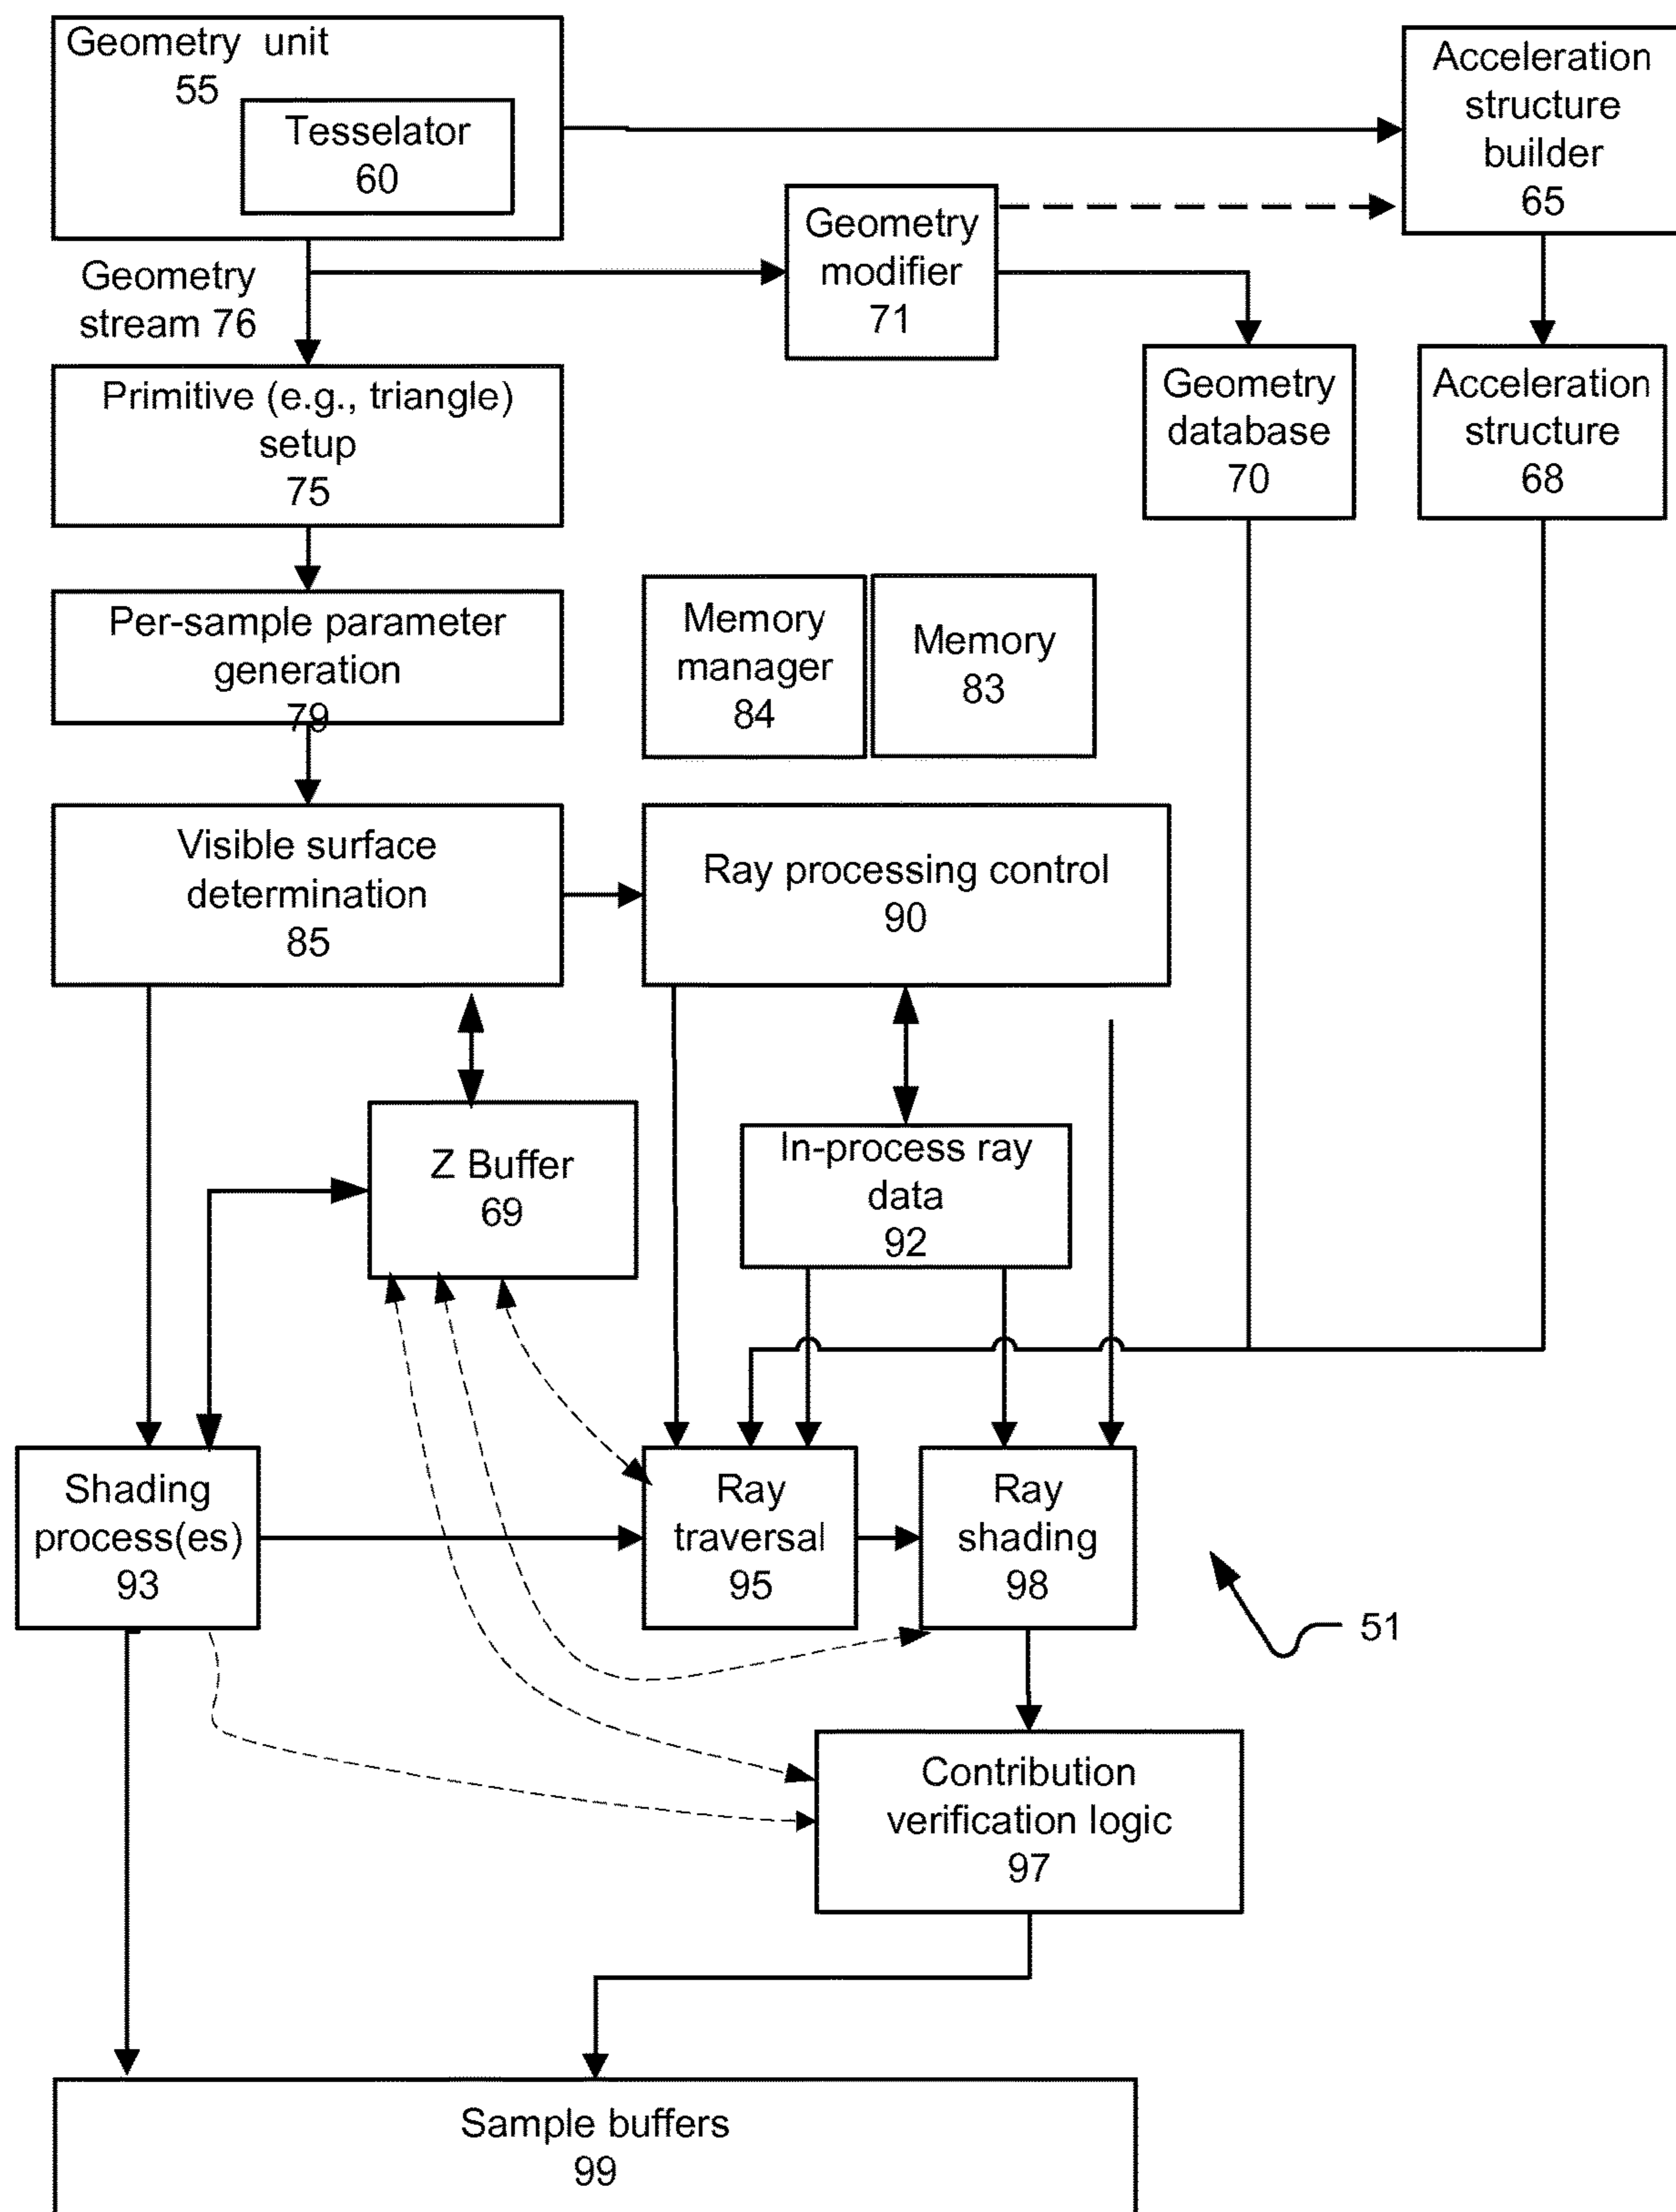 Geometry unit
55
Tesselator
60
Acceleration
structure
builder
65
Geometry
modifier
71
Geometry
stream 76
Primitive (e.g., triangle)
setup
75
Geometry
database
70
Acceleration
structure
68
Per-sample parameter
generation
79
Memory
manager
84
Memory
83
Visible surface
determination
85
Ray processing control
90
Z Buffer
69
In-process ray
data
92
Shading
process(es)
93
Ray
traversal
95
Ray
shading
98
51
Contribution
verification logic
97
Sample buffers
99